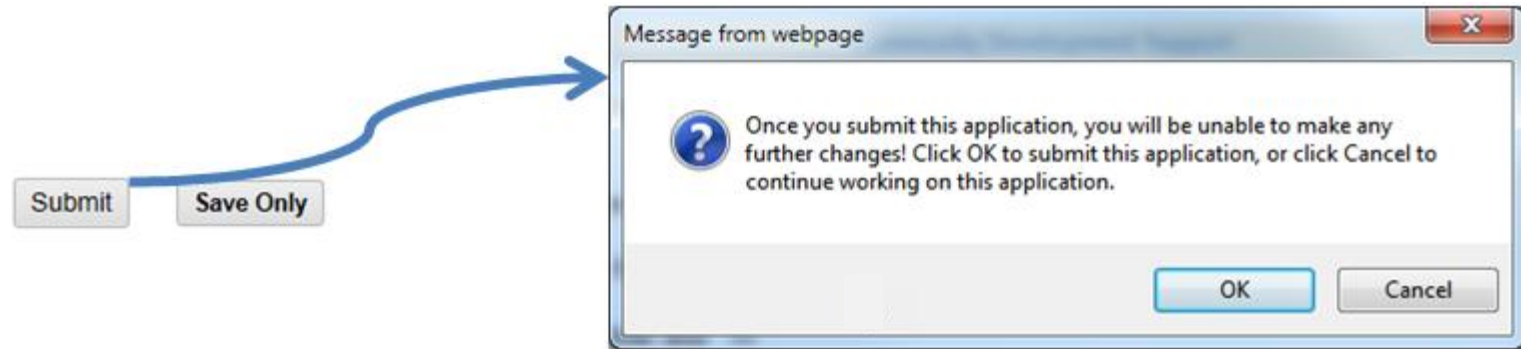 Submit
Save Only
Message from webpage
Once you submit this application, you will be unable to make any
further changes! Click OK to submit this application, or click Cancel to
continue working on this application.
OK
Cancel